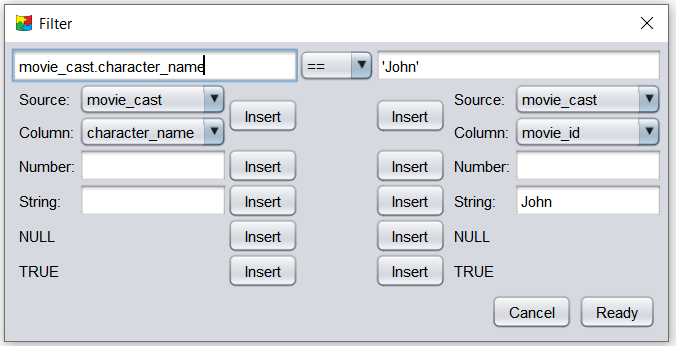 Filter
movie_cast.character_name == 'John'
Source: movie_cast Insert Insert Source: movie_cast
Column: character_name Column: movie_id
Number: Insert Insert Number:
String: Insert Insert String: John
NULL Insert Insert NULL
TRUE Insert Insert TRUE
Cancel Ready